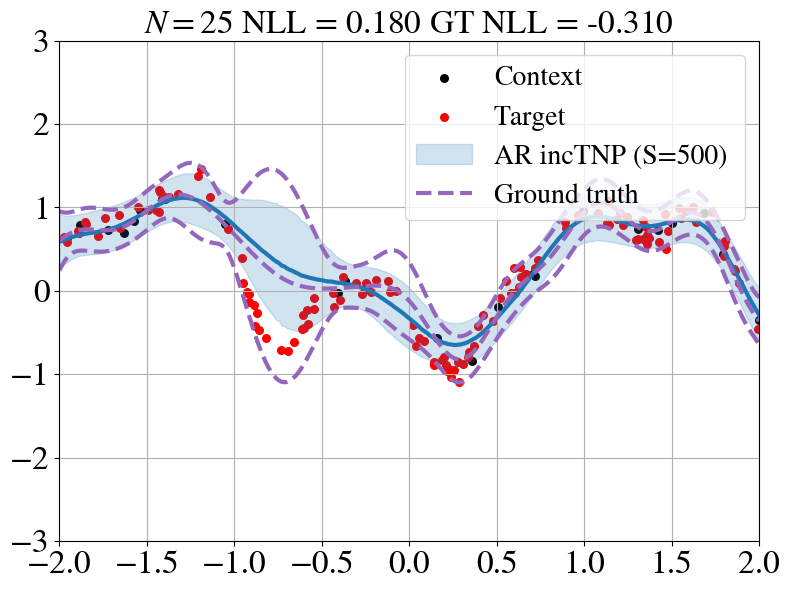 N = 25 NLL = 0.180 GT NLL = -0.310
3
2
1
0
−1
−2
−3
Context
Target
AR incTNP (S=500)
Ground truth
−2.0 −1.5 −1.0 −0.5 0.0 0.5 1.0 1.5 2.0